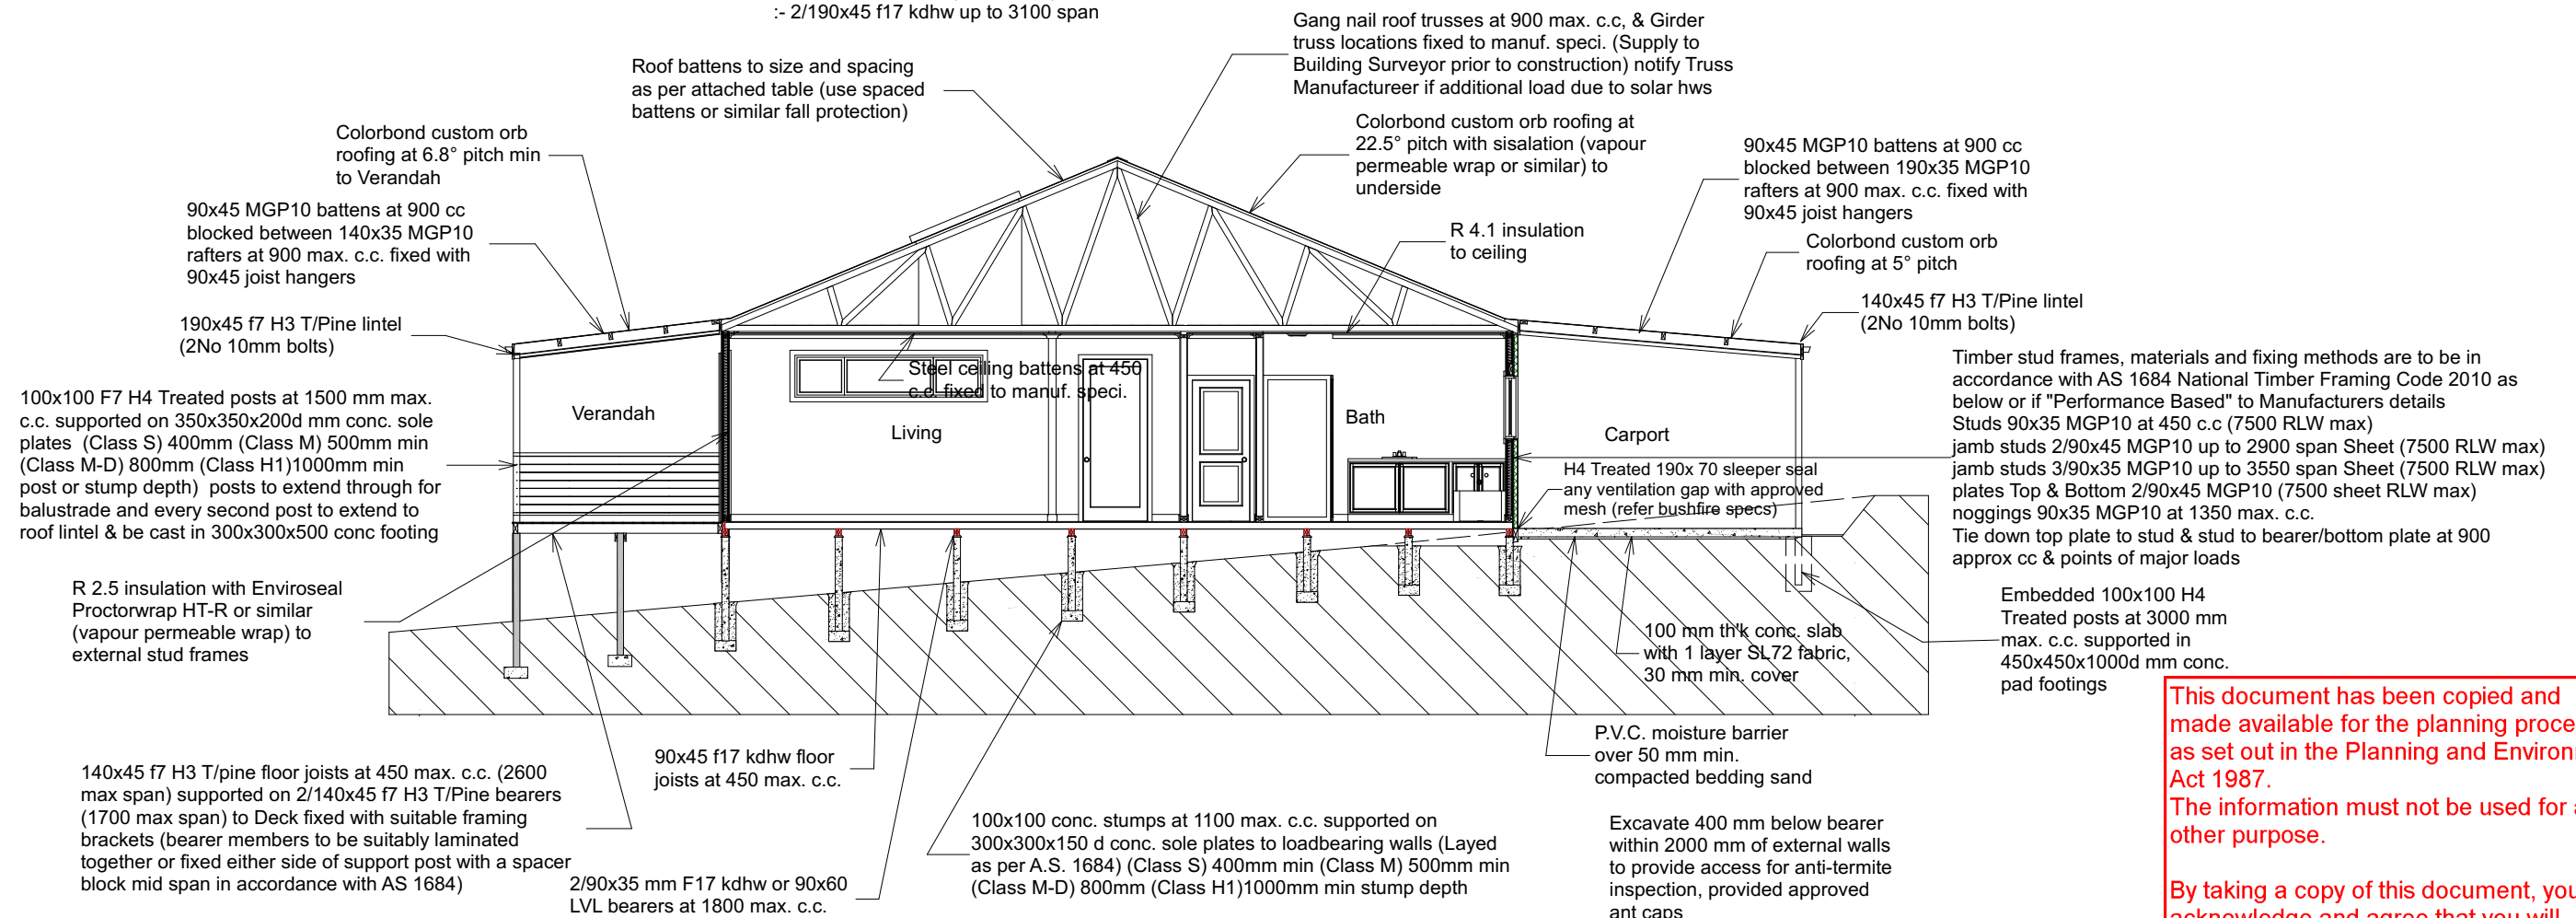 :- 2/190x45 f17 kdhw up to 3100 span
Gang nail roof trusses at 900 max. c.c, & Girder
truss locations fixed to manuf. speci. (Supply to
Building Surveyor prior to construction) notify Truss
Manufactureer if additional load due to solar hws
Roof battens to size and spacing
as per attached table (use spaced
battens or similar fall protection)
Colorbond custom orb
roofing at 6.8° pitch min
to Verandah
Colorbond custom orb roofing at
22.5° pitch with sisalation (vapour
permeable wrap or similar) to
underside
90x45 MGP10 battens at 900 cc
blocked between 190x35 MGP10
rafters at 900 max. c.c. fixed with
90x45 joist hangers
90x45 MGP10 battens at 900 cc
blocked between 140x35 MGP10
rafters at 900 max. c.c. fixed with
90x45 joist hangers
R 4.1 insulation
to ceiling
Colorbond custom orb
roofing at 5° pitch
190x45 f7 H3 T/Pine lintel
(2No 10mm bolts)
140x45 f7 H3 T/Pine lintel
(2No 10mm bolts)
Steel ceiling battens at 450
c.c. fixed to manuf. speci.
100x100 F7 H4 Treated posts at 1500 mm max.
c.c. supported on 350x350x200d mm conc. sole
plates  (Class S) 400mm (Class M) 500mm min
(Class M-D) 800mm (Class H1)1000mm min
post or stump depth)  posts to extend through for
balustrade and every second post to extend to
roof lintel & be cast in 300x300x500 conc footing
Verandah
Living
Bath
Carport
Timber stud frames, materials and fixing methods are to be in
accordance with AS 1684 National Timber Framing Code 2010 as
below or if "Performance Based" to Manufacturers details
Studs 90x35 MGP10 at 450 c.c (7500 RLW max)
jamb studs 2/90x45 MGP10 up to 2900 span Sheet (7500 RLW max)
jamb studs 3/90x35 MGP10 up to 3550 span Sheet (7500 RLW max)
plates Top & Bottom 2/90x45 MGP10 (7500 sheet RLW max)
noggings 90x35 MGP10 at 1350 max. c.c.
Tie down top plate to stud & stud to bearer/bottom plate at 900
approx cc & points of major loads
H4 Treated 190x 70 sleeper seal
any ventilation gap with approved
mesh (refer bushfire specs)
R 2.5 insulation with Enviroseal
Proctorwrap HT-R or similar
(vapour permeable wrap) to
external stud frames
Embedded 100x100 H4
Treated posts at 3000 mm
max. c.c. supported in
450x450x1000d mm conc.
pad footings
100 mm th'k conc. slab
with 1 layer SL72 fabric,
30 mm min. cover
P.V.C. moisture barrier
over 50 mm min.
compacted bedding sand
90x45 f17 kdhw floor
joists at 450 max. c.c.
140x45 f7 H3 T/pine floor joists at 450 max. c.c. (2600
max span) supported on 2/140x45 f7 H3 T/Pine bearers
(1700 max span) to Deck fixed with suitable framing
brackets (bearer members to be suitably laminated
together or fixed either side of support post with a spacer
block mid span in accordance with AS 1684)
2/90x35 mm F17 kdhw or 90x60
LVL bearers at 1800 max. c.c.
100x100 conc. stumps at 1100 max. c.c. supported on
300x300x150 d conc. sole plates to loadbearing walls (Layed
as per A.S. 1684) (Class S) 400mm min (Class M) 500mm min
(Class M-D) 800mm (Class H1)1000mm min stump depth
Excavate 400 mm below bearer
within 2000 mm of external walls
to provide access for anti-termite
inspection, provided approved
ant caps
This document has been copied and
made available for the planning proce
as set out in the Planning and Environ
Act 1987.
The information must not be used for a
other purpose.
By taking a copy of this document, you
acknowledge and agree that you will